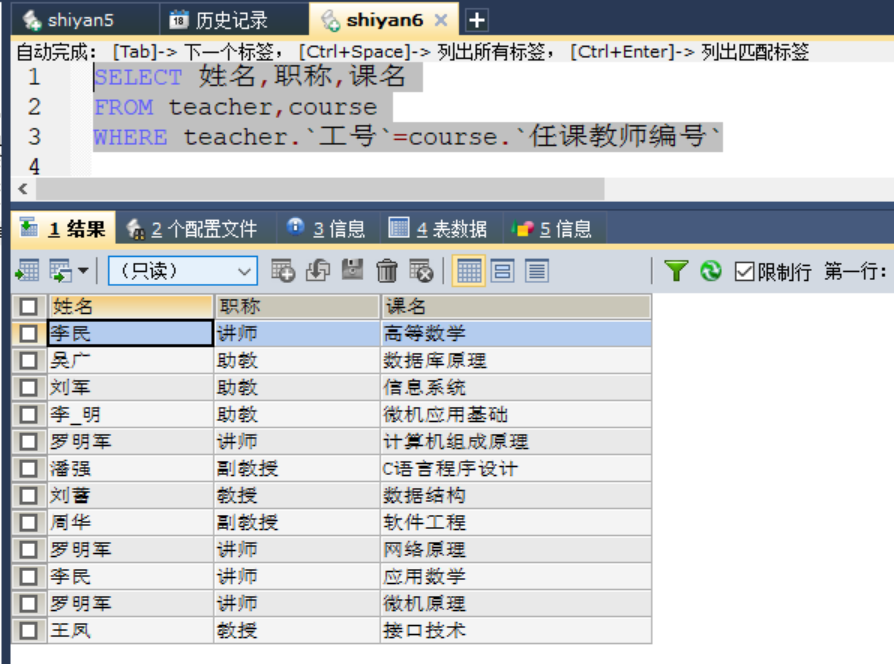 shiyan5 历史记录 shiyan6
自动完成： [Tab]-> 下一个标签， [Ctrl+Space]-> 列出所有标签， [Ctrl+Enter]-> 列出匹配标签
1 SELECT 姓名,职称,课名
2 FROM teacher,course
3 WHERE teacher.`工号`=course.`任课教师编号`
4
1 结果 2 个配置文件 3 信息 4 表数据 5 信息
（只读） 限制行 第一行:
姓名 职称 课名
李民 讲师 高等数学
吴广 助教 数据库原理
刘军 助教 信息系统
李_明 助教 微机应用基础
罗明军 讲师 计算机组成原理
潘强 副教授 C语言程序设计
刘蕾 教授 数据结构
周华 副教授 软件工程
罗明军 讲师 网络原理
李民 讲师 应用数学
罗明军 讲师 微机原理
王凤 教授 接口技术